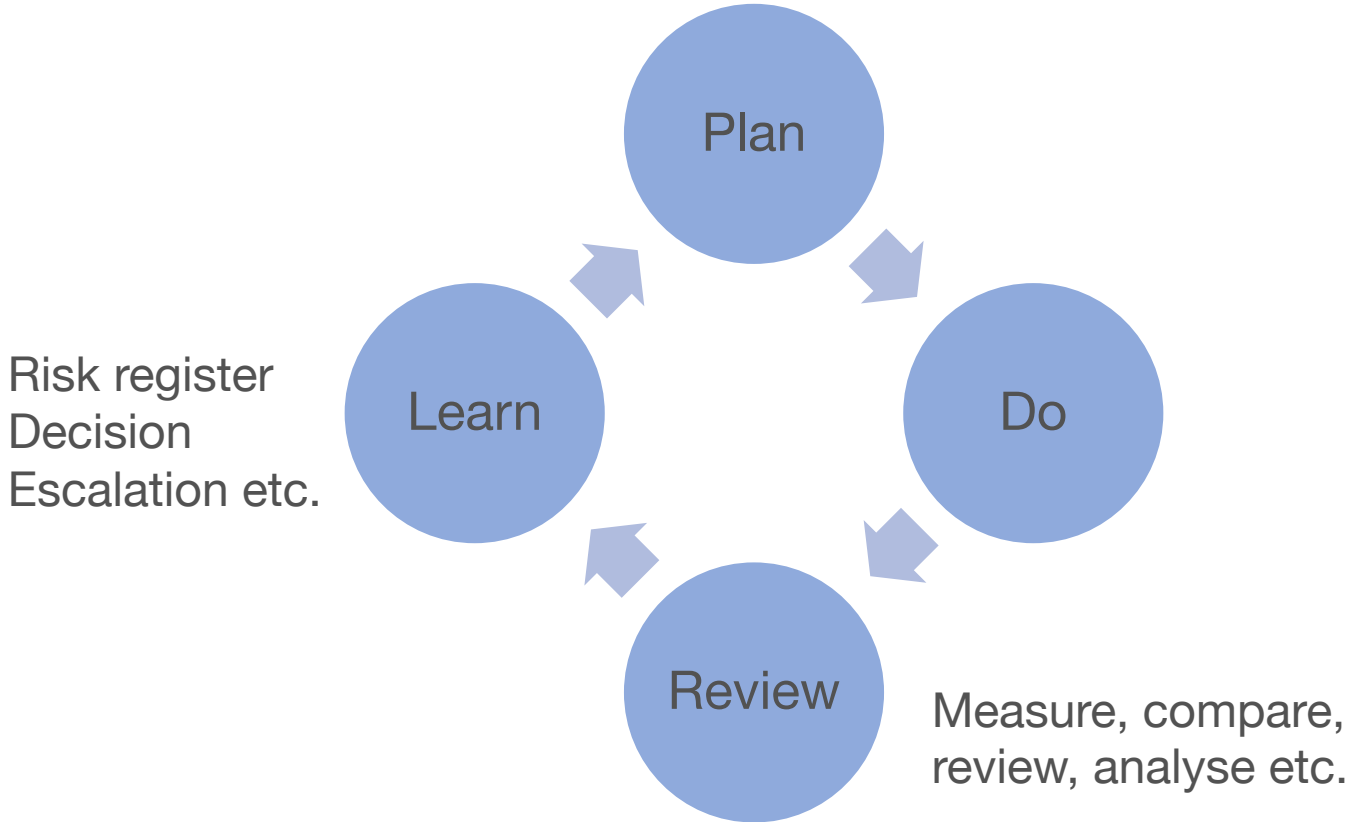 Plan
Risk register
Decision
Escalation etc.
Learn
Do
Review
Measure, compare,
review, analyse etc.